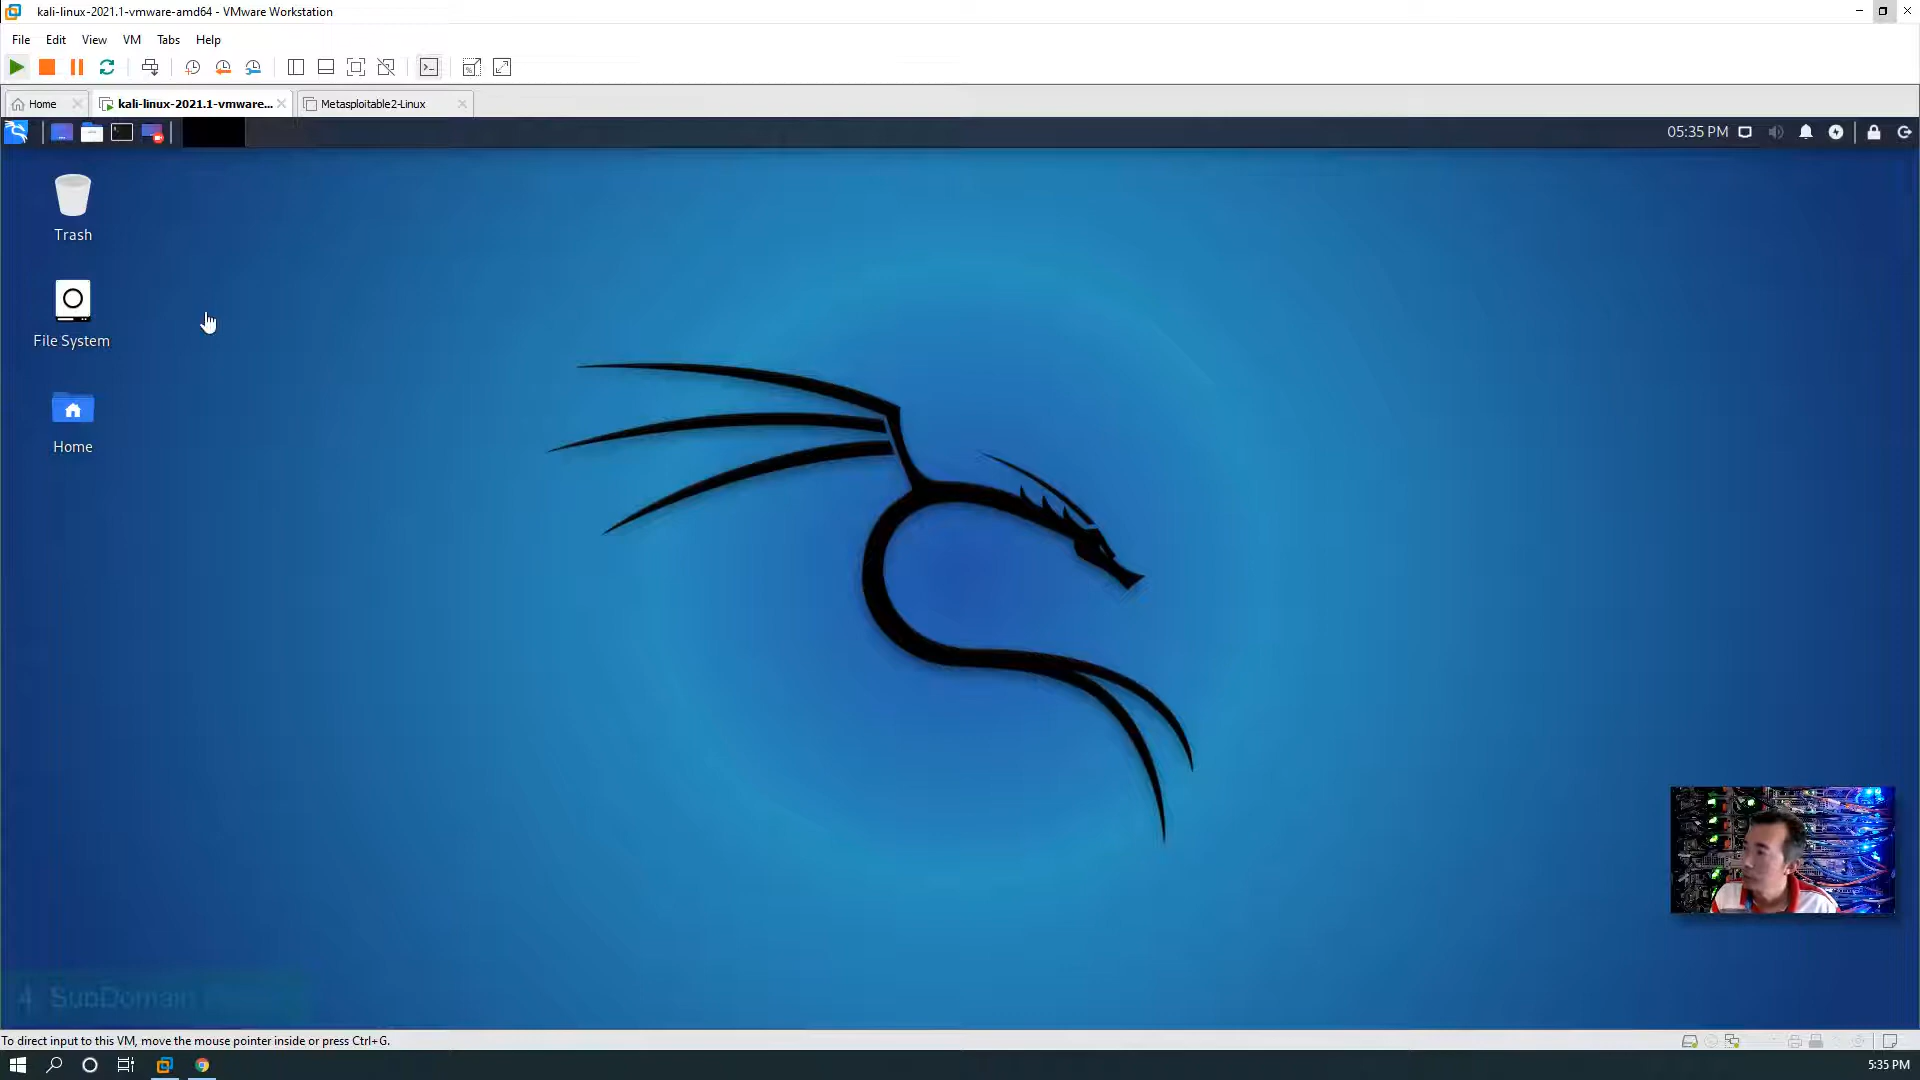 kali-linux-2021.1-vmware-amd64 - VMware Workstation
File Edit View VM Tabs Help
Home kali-linux-2021.1-vmware... Metasploitable2-Linux
05:35 PM
Trash
File System
Home
4 SubDomain
To direct input to this VM, move the mouse pointer inside or press Ctrl+G.
5:35 PM